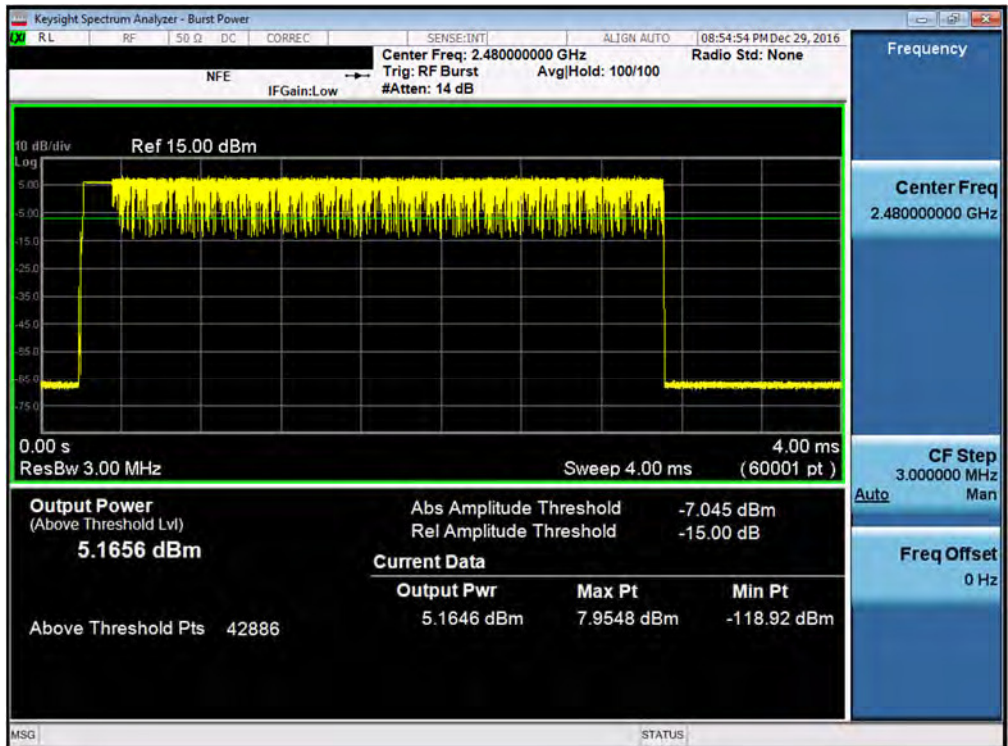 Keysight Spectrum Analyzer - Burst Power
LXI RL RF 50 Ω DC CORREC SENSE:INT ALIGN AUTO 08:54:54 PM Dec 29, 2016
Center Freq: 2.480000000 GHz Radio Std: None
NFE Trig: RF Burst Avg|Hold: 100/100
IFGain:Low #Atten: 14 dB
10 dB/div Ref 15.00 dBm
Log
5.00
-5.00
-15.0
-25.0
-35.0
-45.0
-55.0
-65.0
-75.0
0.00 s 4.00 ms
ResBw 3.00 MHz Sweep 4.00 ms (60001 pt )
Output Power
(Above Threshold Lvl)
5.1656 dBm
Above Threshold Pts 42886
Abs Amplitude Threshold -7.045 dBm
Rel Amplitude Threshold -15.00 dB
Current Data
Output Pwr Max Pt Min Pt
5.1646 dBm 7.9548 dBm -118.92 dBm
Frequency
Center Freq
2.480000000 GHz
CF Step
3.000000 MHz
Auto Man
Freq Offset
0 Hz
MSG STATUS